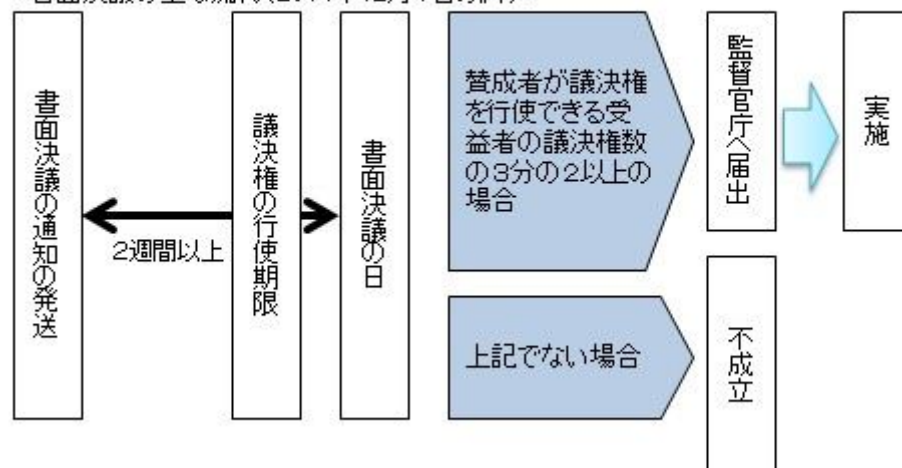 書面決議の通知の発送
2週間以上
議決権の行使期限
書面決議の日
賛成者が議決権
を行使できる受
益者の議決権数
の3分の2以上の
場合
監督官庁へ届出
実施
上記でない場合
不成立